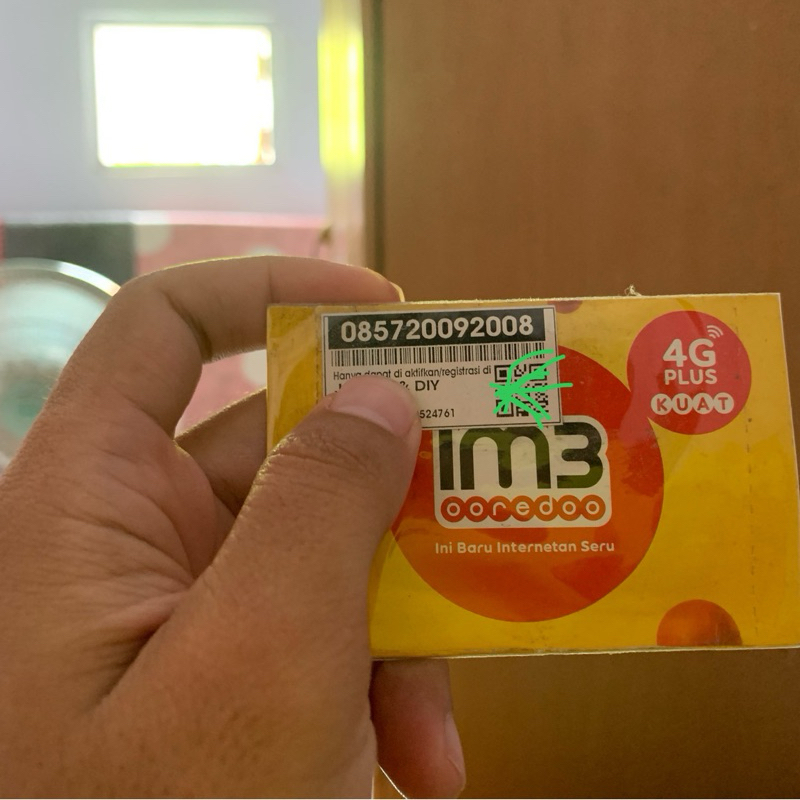 085720092008
Hanya dapat di aktifkan/registrasi di
& DIY
524761
4G
PLUS
KUAT
IM3
ooredoo
Ini Baru Internetan Seru